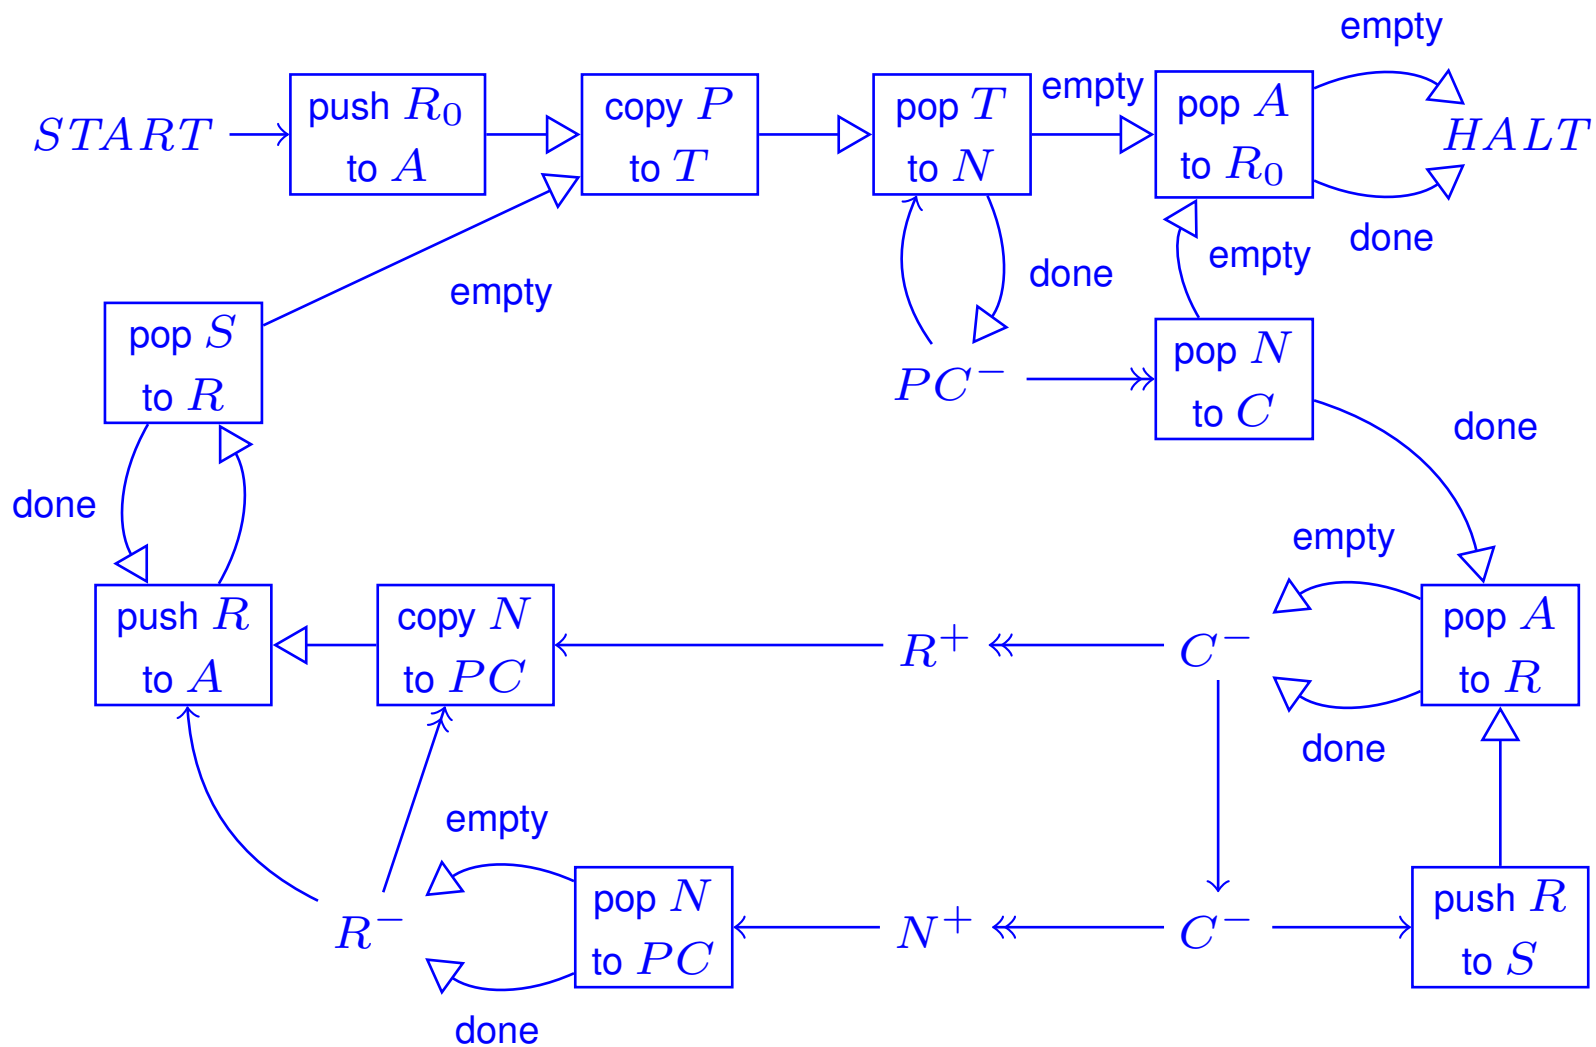 empty
START
push R₀
to A
copy P
to T
pop T
to N
empty
pop A
to R₀
HALT
done
empty
done
empty
pop S
to R
PC⁻
pop N
to C
done
done
empty
push R
to A
copy N
to PC
R⁺
C⁻
pop A
to R
done
empty
R⁻
pop N
to PC
N⁺
C⁻
push R
to S
done